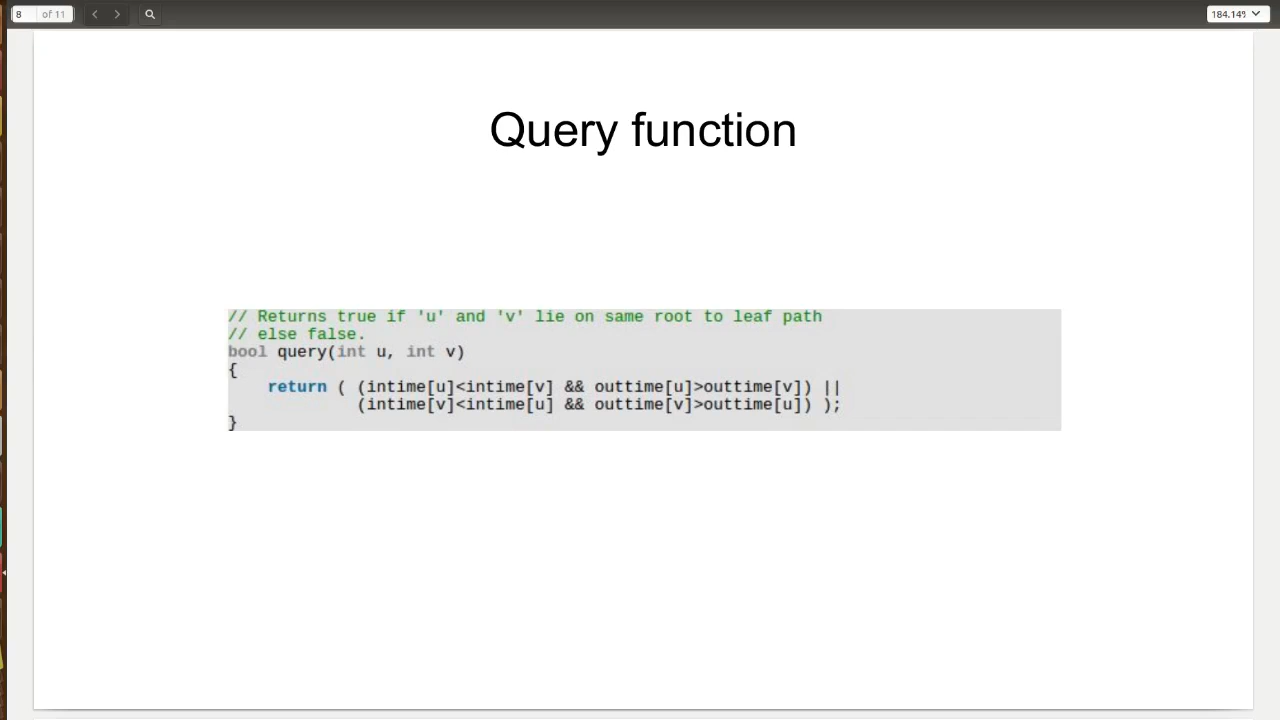 8 of 11
184.14%
Query function
// Returns true if 'u' and 'v' lie on same root to leaf path
// else false.
bool query(int u, int v)
{
    return ( (intime[u]<intime[v] && outtime[u]>outtime[v]) ||
             (intime[v]<intime[u] && outtime[v]>outtime[u]) );
}